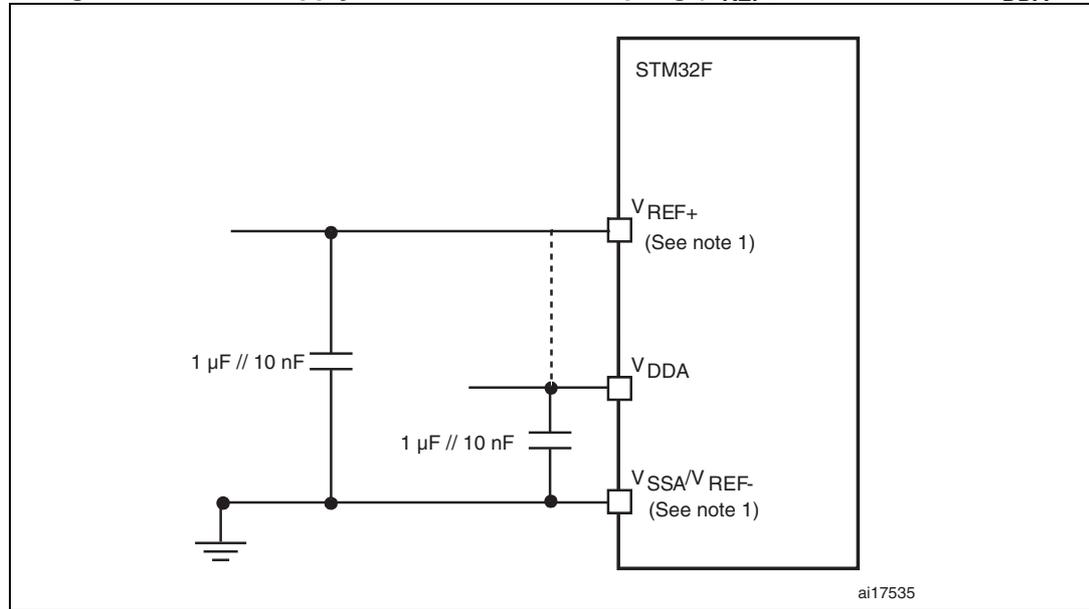 STM32F
VREF+
(See note 1)
1 µF // 10 nF
VDDA
1 µF // 10 nF
VSSA/VREF-
(See note 1)
ai17535